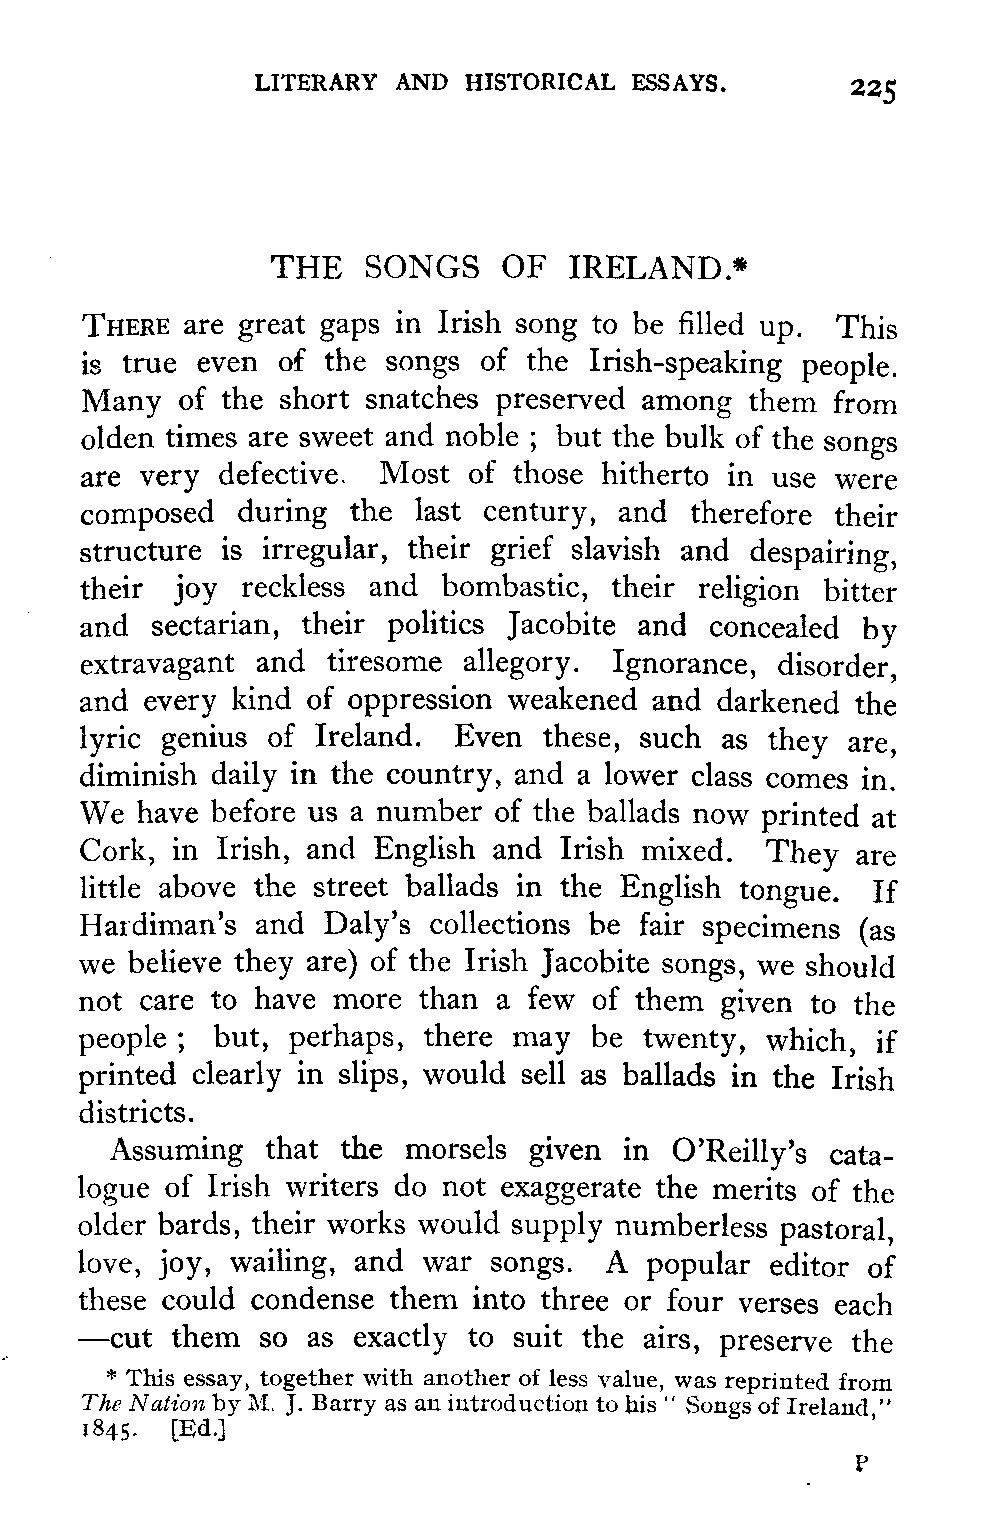 LITERARY AND HISTORICAL ESSAYS. 225
THE SONGS OF IRELAND.*
THERE are great gaps in Irish song to be filled up. This
is true even of the songs of the Irish-speaking people.
Many of the short snatches preserved among them from
olden times are sweet and noble ; but the bulk of the songs
are very defective. Most of those hitherto in use were
composed during the last century, and therefore their
structure is irregular, their grief slavish and despairing,
their joy reckless and bombastic, their religion bitter
and sectarian, their politics Jacobite and concealed by
extravagant and tiresome allegory. Ignorance, disorder,
and every kind of oppression weakened and darkened the
lyric genius of Ireland. Even these, such as they are,
diminish daily in the country, and a lower class comes in.
We have before us a number of the ballads now printed at
Cork, in Irish, and English and Irish mixed. They are
little above the street ballads in the English tongue. If
Hardiman's and Daly's collections be fair specimens (as
we believe they are) of the Irish Jacobite songs, we should
not care to have more than a few of them given to the
people ; but, perhaps, there may be twenty, which, if
printed clearly in slips, would sell as ballads in the Irish
districts.
Assuming that the morsels given in O'Reilly's cata-
logue of Irish writers do not exaggerate the merits of the
older bards, their works would supply numberless pastoral,
love, joy, wailing, and war songs. A popular editor of
these could condense them into three or four verses each
—cut them so as exactly to suit the airs, preserve the
* This essay, together with another of less value, was reprinted from
The Nation by M. J. Barry as an introduction to his " Songs of Ireland,"
1845. [Ed.]
P